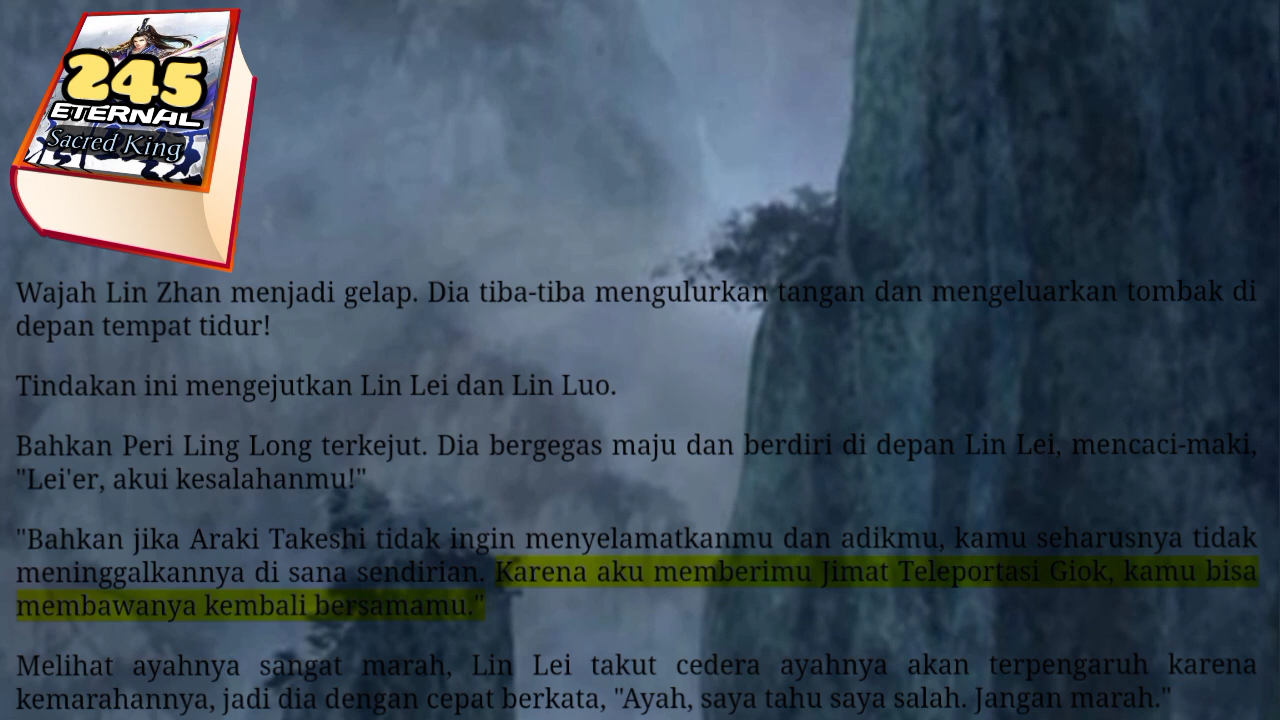 245
ETERNAL
Sacred King
Wajah Lin Zhan menjadi gelap. Dia tiba-tiba mengulurkan tangan dan mengeluarkan tombak di
depan tempat tidur!
Tindakan ini mengejutkan Lin Lei dan Lin Luo.
Bahkan Peri Ling Long terkejut. Dia bergegas maju dan berdiri di depan Lin Lei, mencaci-maki,
"Lei'er, akui kesalahanmu!"
"Bahkan jika Araki Takeshi tidak ingin menyelamatkanmu dan adikmu, kamu seharusnya tidak
meninggalkannya di sana sendirian. Karena aku memberimu Jimat Teleportasi Giok, kamu bisa
membawanya kembali bersamamu."
Melihat ayahnya sangat marah, Lin Lei takut cedera ayahnya akan terpengaruh karena
kemarahannya, jadi dia dengan cepat berkata, "Ayah, saya tahu saya salah. Jangan marah."